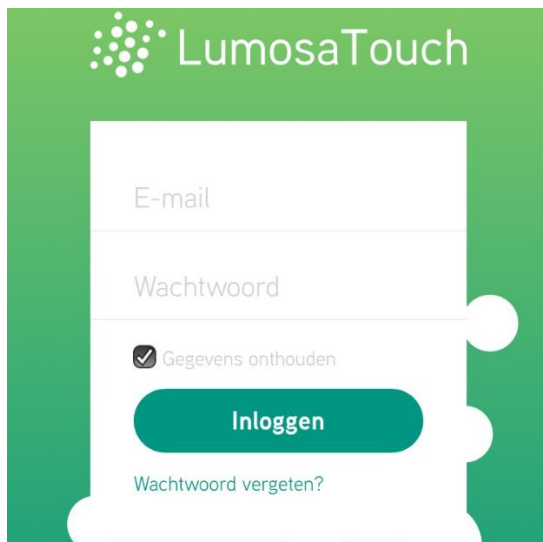 LumosaTouch
E-mail
Wachtwoord
Gegevens onthouden
Inloggen
Wachtwoord vergeten?